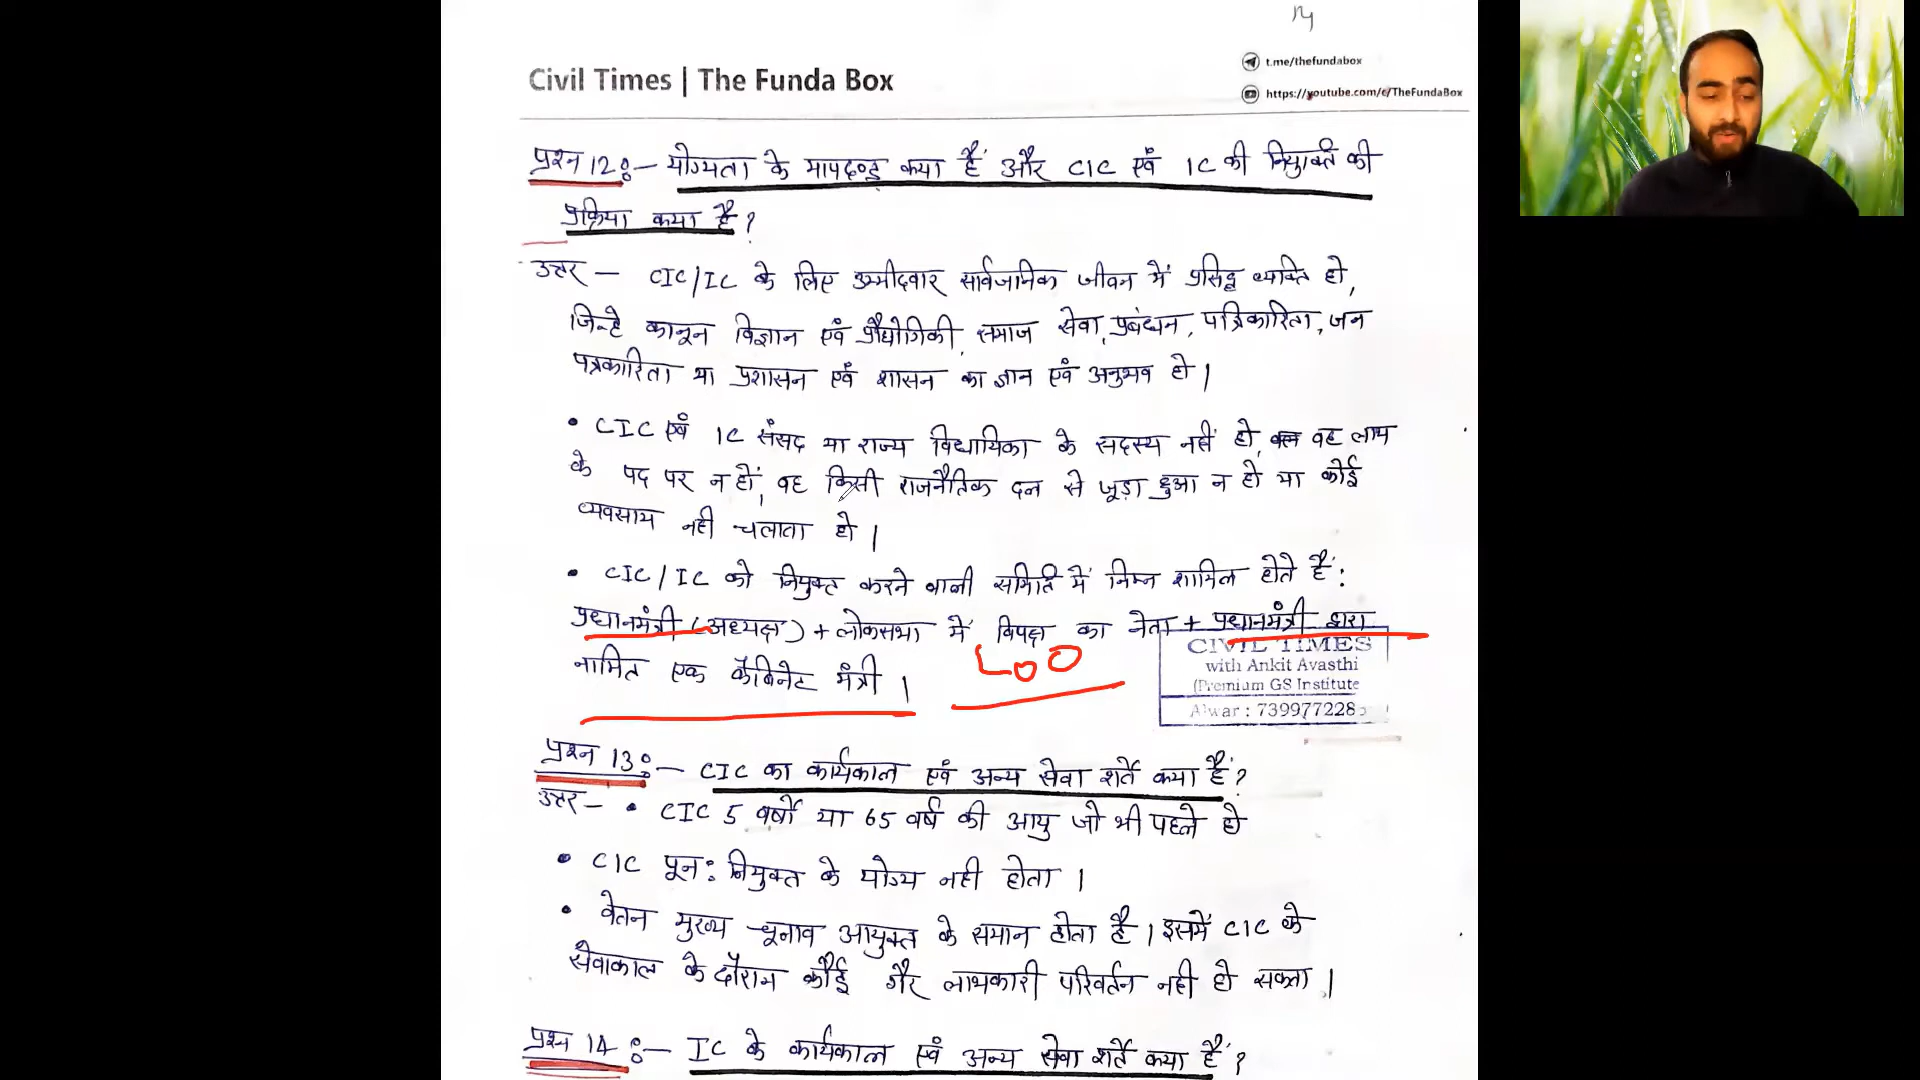 Civil Times | The Funda Box
t.me/thefundabox
https://youtube.com/c/TheFundaBox
प्रश्न 12:- योग्यता के मापदण्ड क्या हैं और CIC एवं IC की नियुक्ति की
प्रक्रिया क्या है?
उत्तर - CIC/IC के लिए उम्मीदवार सार्वजनिक जीवन में प्रसिद्ध व्यक्ति हो,
जिन्हे कानून विज्ञान एवं प्रौद्योगिकी, समाज सेवा, प्रबंधन, पत्रिकारिता, जन
पत्रकारिता या प्रशासन एवं शासन का ज्ञान एवं अनुभव हो।
• CIC एवं IC संसद या राज्य विधायिका के सदस्य नहीं हो, वह लाभ
के पद पर न हों, वह किसी राजनैतिक दल से जूड़ा हुआ न हो या कोई
व्यवसाय नही चलाता हो।
• CIC/IC को नियुक्त करने वाली समिति में निम्न शामिल होते हैं:
प्रधानमंत्री (अध्यक्ष) + लोकसभा में विपक्ष का नेता + प्रधानमंत्री द्वारा
नामित एक कैबिनेट मंत्री।
LOO
CIVIL TIMES
with Ankit Avasthi
(Premium GS Institute
Alwar : 739977228
प्रश्न 13:- CIC का कार्यकाल एवं अन्य सेवा शर्ते क्या हैं?
उत्तर - • CIC 5 वर्षों या 65 वर्ष की आयु जो भी पहले हो
• CIC पून: नियुक्त के योग्य नही होता।
• वेतन मुख्य चूनाव आयुक्त के समान होता है। इसमें CIC के
सेवाकाल के दौरान कोई गैर लाभकारी परिवर्तन नही हो सकता।
प्रश्न 14:- IC के कार्यकाल एवं अन्य सेवा शर्ते क्या हैं?